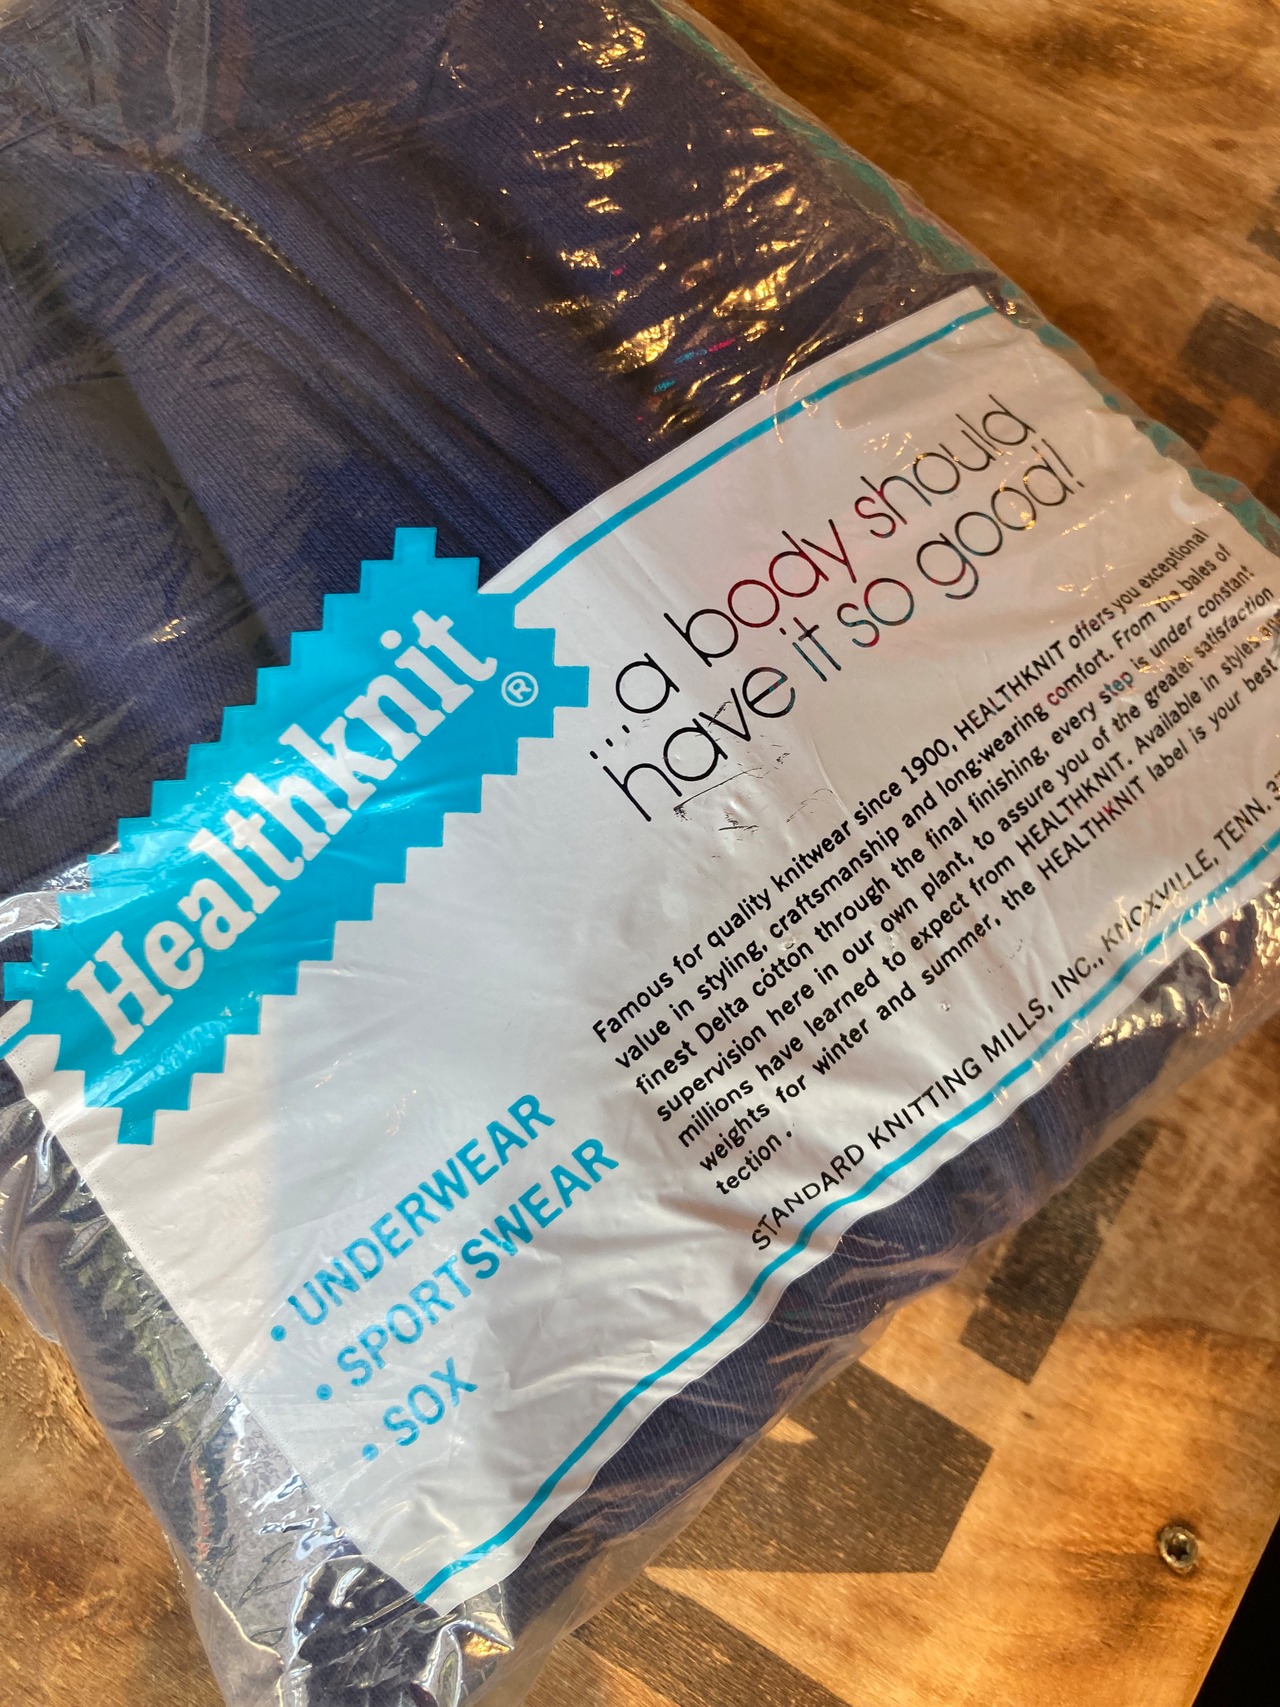 Healthknit®
...a body should
have it so good!
Famous for quality knitwear since 1900, HEALTHKNIT offers you exceptional
value in styling, craftsmanship and long-wearing comfort. From the bales of
finest Delta cotton through the final finishing, every step is under constant
supervision here in our own plant, to assure you of the greater satisfaction
millions have learned to expect from HEALTHKNIT. Available in styles and
weights for winter and summer, the HEALTHKNIT label is your best
tection.
STANDARD KNITTING MILLS, INC., KNOXVILLE, TENN.
• UNDERWEAR
• SPORTSWEAR
• SOX